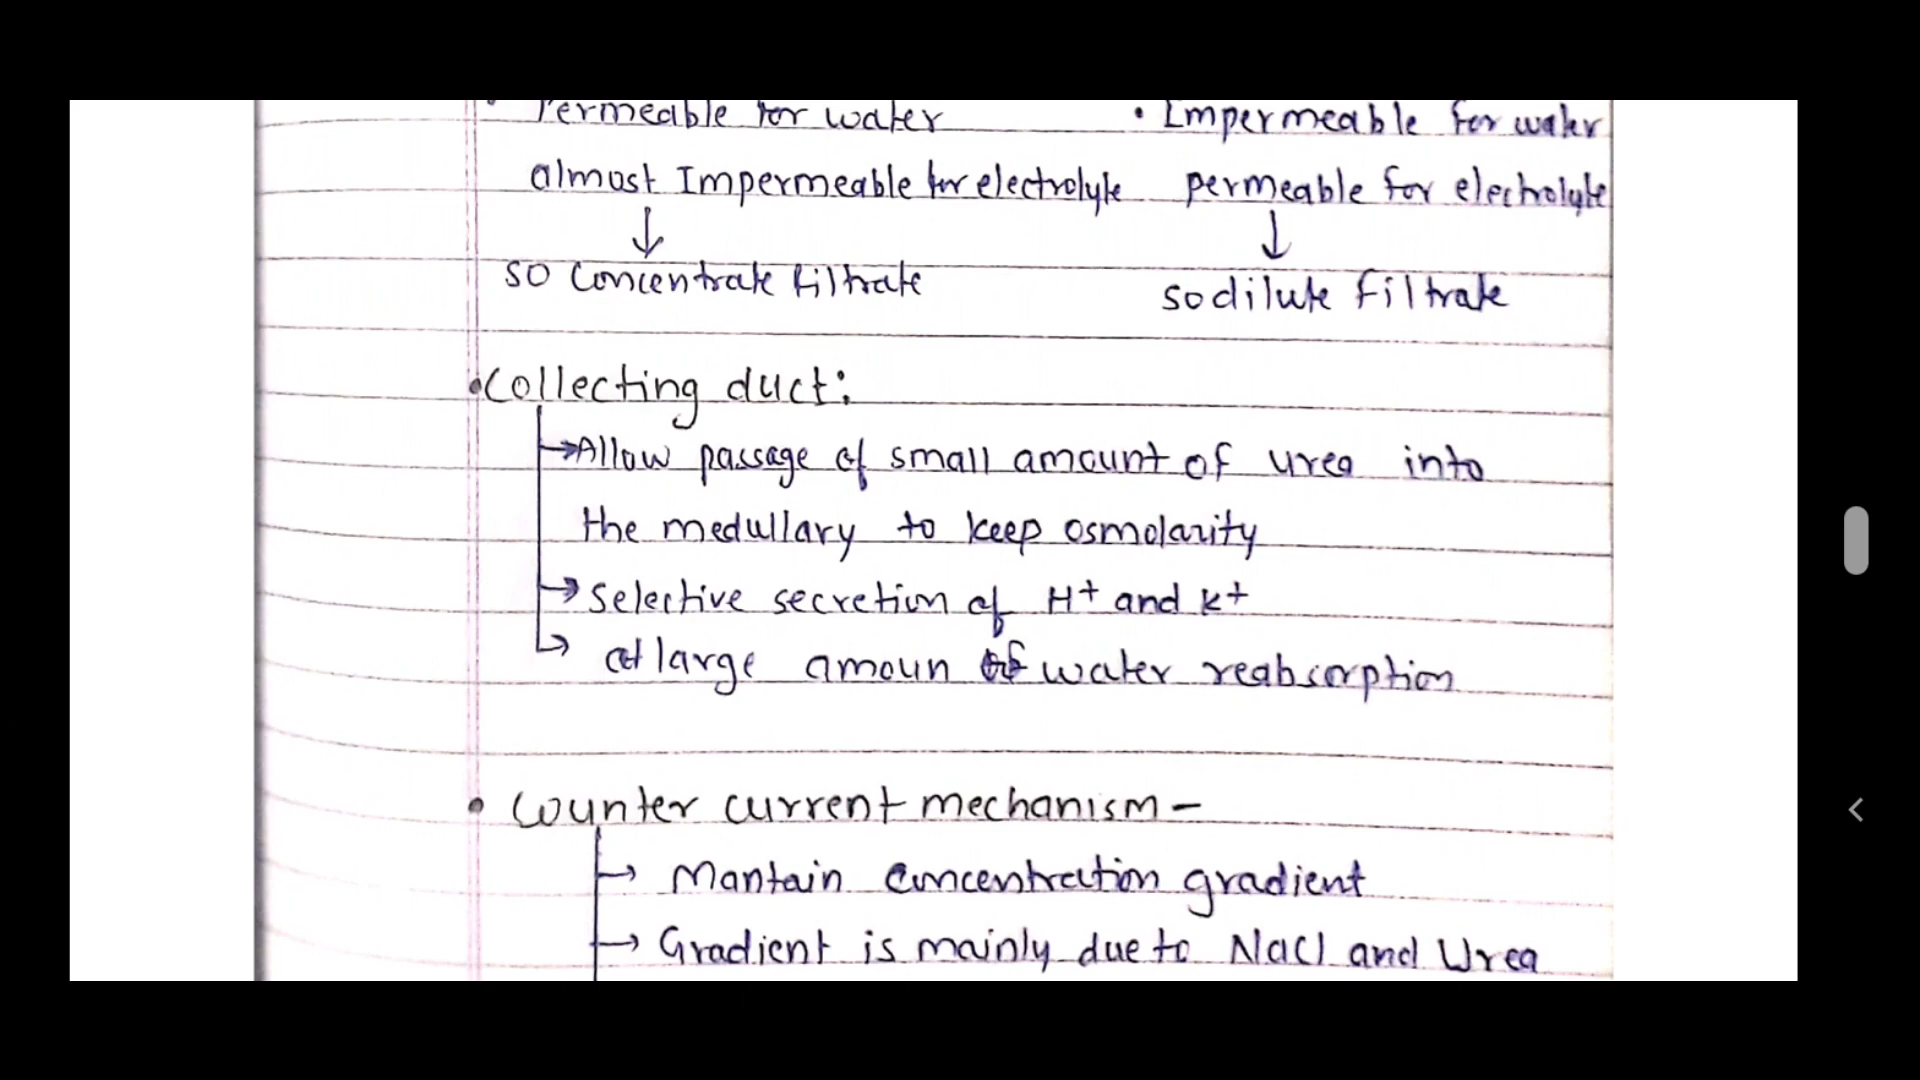 • Permeable for water • Impermeable for water
almost Impermeable for electrolyte permeable for electrolyte
↓ ↓
so Concentrate filtrate so dilute filtrate
• Collecting duct:
→ Allow passage of small amount of urea into
the medullary to keep osmolarity
→ Selective secretion of H+ and K+
→ at large amoun of water reabsorption
• Counter current mechanism -
→ Mantain Concentration gradient
→ Gradient is mainly due to NaCl and Urea